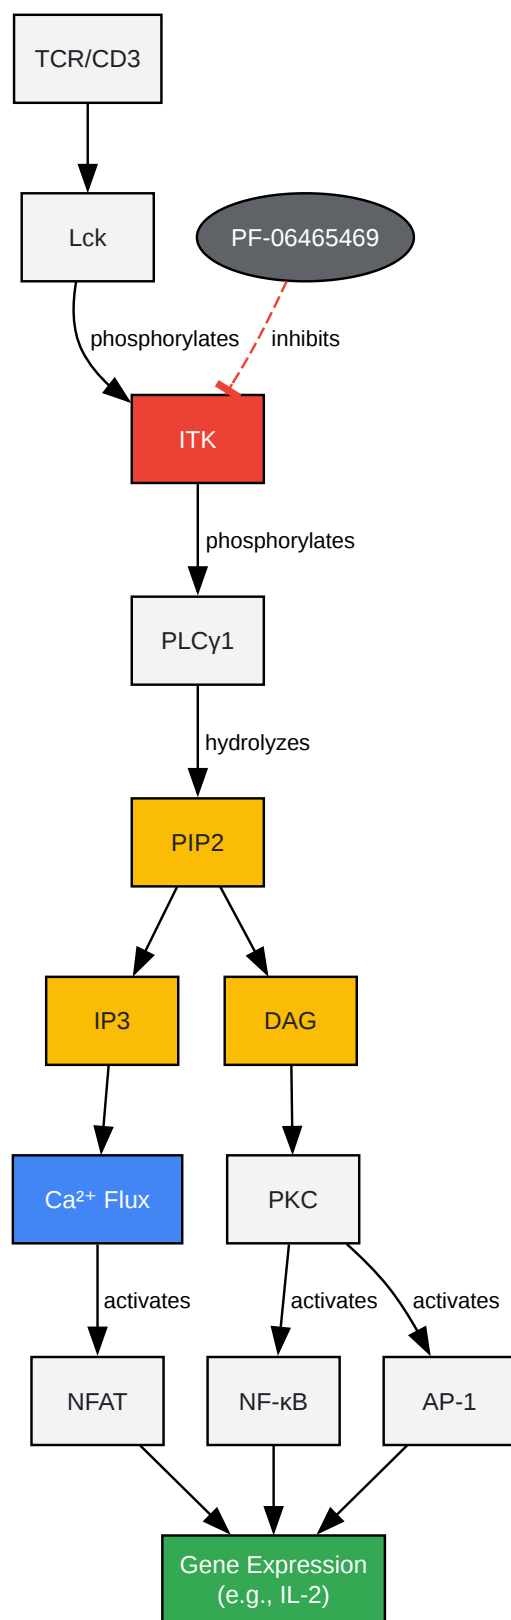 TCR/CD3
Lck
PF-06465469
phosphorylates
inhibits
ITK
phosphorylates
PLCγ1
hydrolyzes
PIP2
IP3
DAG
Ca²⁺ Flux
PKC
activates
activates
activates
NFAT
NF-κB
AP-1
Gene Expression
(e.g., IL-2)